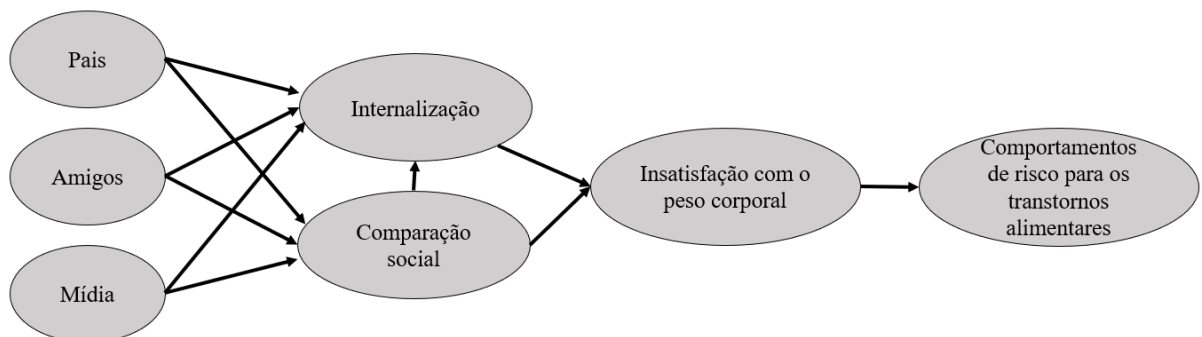 Pais
Amigos
Mídia
Internalização
Comparação
social
Insatisfação com o
peso corporal
Comportamentos
de risco para os
transtornos
alimentares